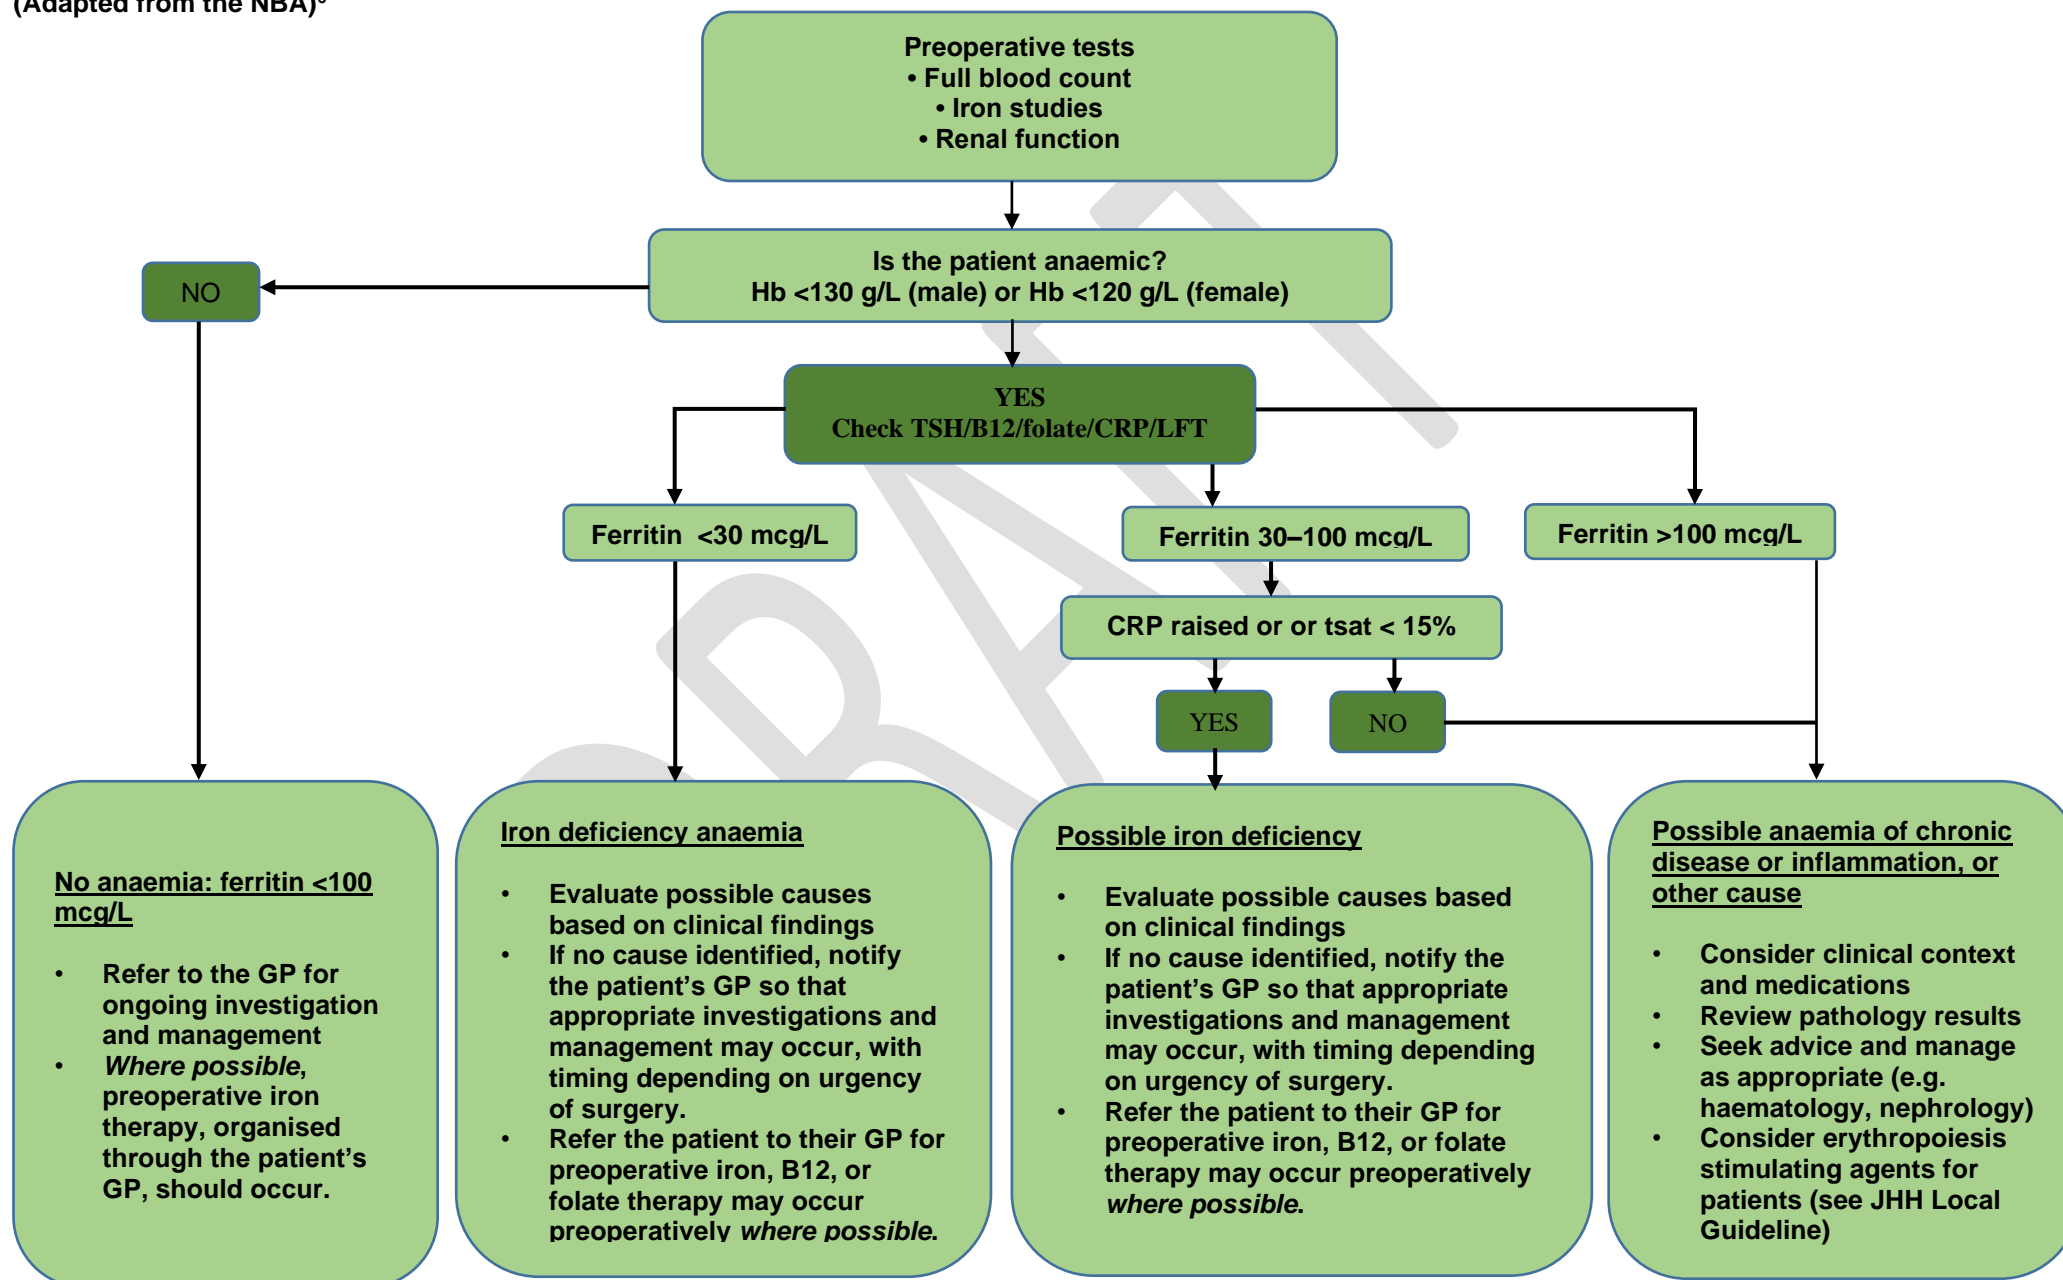 (Adapted from the NBA)
Preoperative tests
• Full blood count
• Iron studies
• Renal function
Is the patient anaemic?
Hb <130 g/L (male) or Hb <120 g/L (female)
NO
YES
Check TSH/B12/folate/CRP/LFT
Ferritin <30 mcg/L
Ferritin 30–100 mcg/L
Ferritin >100 mcg/L
CRP raised or or tsat < 15%
YES
NO
No anaemia: ferritin <100
mcg/L
• Refer to the GP for
ongoing investigation
and management
• Where possible,
preoperative iron
therapy, organised
through the patient's
GP, should occur.
Iron deficiency anaemia
• Evaluate possible causes
based on clinical findings
• If no cause identified, notify
the patient's GP so that
appropriate investigations and
management may occur, with
timing depending on urgency
of surgery.
• Refer the patient to their GP for
preoperative iron, B12, or
folate therapy may occur
preoperatively where possible.
Possible iron deficiency
• Evaluate possible causes based
on clinical findings
• If no cause identified, notify the
patient's GP so that appropriate
investigations and management
may occur, with timing depending
on urgency of surgery.
• Refer the patient to their GP for
preoperative iron, B12, or folate
therapy may occur preoperatively
where possible.
Possible anaemia of chronic
disease or inflammation, or
other cause
• Consider clinical context
and medications
• Review pathology results
• Seek advice and manage
as appropriate (e.g.
haematology, nephrology)
• Consider erythropoiesis
stimulating agents for
patients (see JHH Local
Guideline)
DRAFT